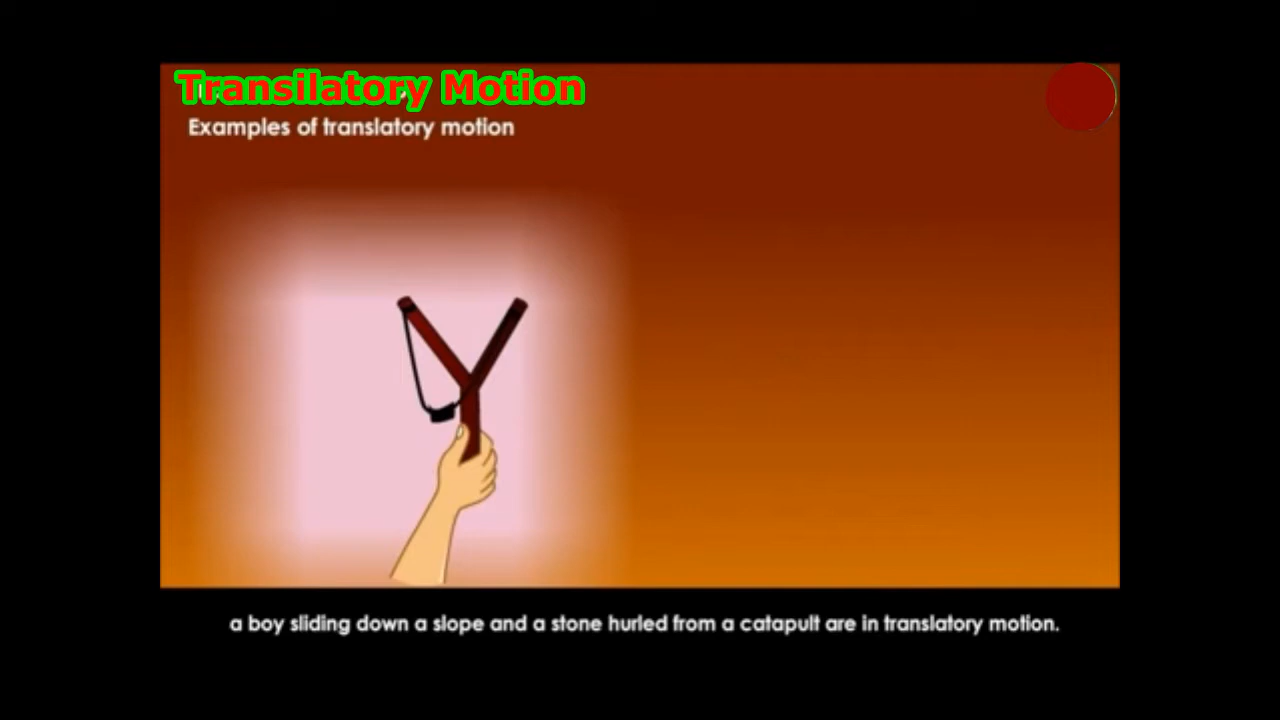 Transilatory Motion
Examples of translatory motion
a boy sliding down a slope and a stone hurled from a catapult are in translatory motion.